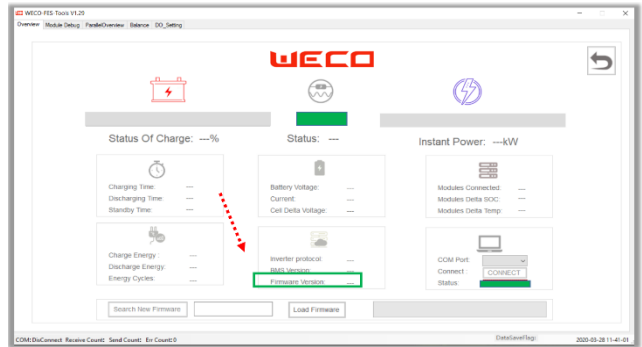 WECO-FES-Tools V1.29
Overview Module Debug ParallelOverview Balance DO_Setting
WECO
Status Of Charge: ---%
Status: ---
Instant Power: ---kW
Charging Time: ---
Discharging Time: ---
Standby Time: ---
Battery Voltage: ---
Current: ---
Cell Delta Voltage: ---
Modules Connected: ---
Modules Delta SOC: ---
Modules Delta Temp: ---
Charge Energy : ---
Discharge Energy: ---
Energy Cycles: ---
Inverter protocol: ---
BMS Version: ---
Firmware Version: ---
COM Port:
Connect : CONNECT
Status:
Search New Firmware
Load Firmware
COM:DisConnect Receive Count: Send Count: Err Count:0
DataSaveFlag:
2020-03-28 11-41-01